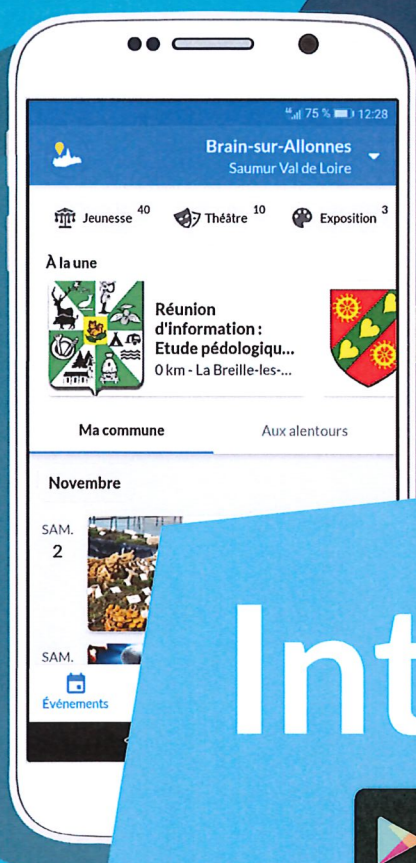 75 % 12:28
Brain-sur-Allonnes
Saumur Val de Loire
Jeunesse 40 Théâtre 10 Exposition 3
À la une
Réunion
d'information :
Etude pédologiqu...
0 km - La Breille-les-...
Ma commune Aux alentours
Novembre
SAM.
2
SAM.
Événements
Int